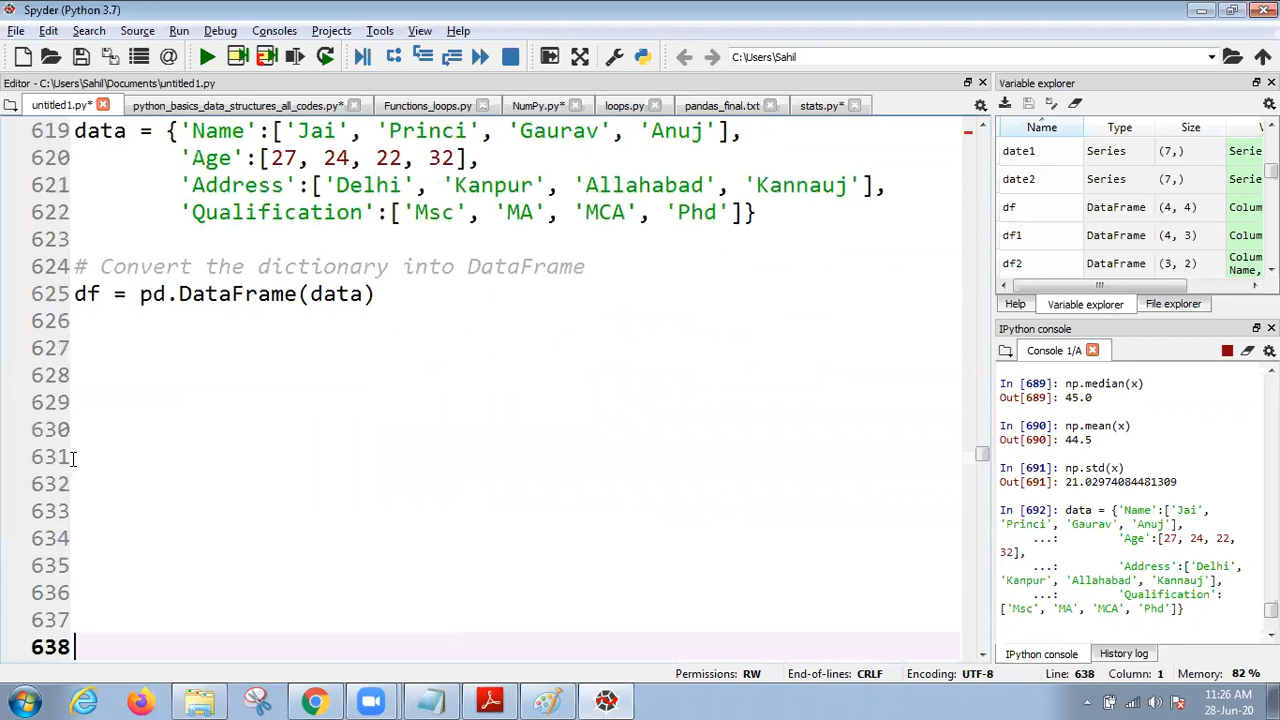 Spyder (Python 3.7)
File Edit Search Source Run Debug Consoles Projects Tools View Help
C:\Users\Sahil
Editor - C:\Users\Sahil\Documents\untitled1.py
untitled1.py* python_basics_data_structures_all_codes.py* Functions_loops.py NumPy.py* loops.py pandas_final.txt stats.py*
619 data = {'Name':['Jai', 'Princi', 'Gaurav', 'Anuj'],
620 'Age':[27, 24, 22, 32],
621 'Address':['Delhi', 'Kanpur', 'Allahabad', 'Kannauj'],
622 'Qualification':['Msc', 'MA', 'MCA', 'Phd']}
623
624 # Convert the dictionary into DataFrame
625 df = pd.DataFrame(data)
626
627
628
629
630
631
632
633
634
635
636
637
638
Variable explorer
Name Type Size
date1 Series (7,) Serie
date2 Series (7,) Serie
df DataFrame (4, 4) Colum
df1 DataFrame (4, 3) Colum
df2 DataFrame (3, 2) Colum
Name,
Help Variable explorer File explorer
IPython console
Console 1/A
In [689]: np.median(x)
Out[689]: 45.0
In [690]: np.mean(x)
Out[690]: 44.5
In [691]: np.std(x)
Out[691]: 21.02974084481309
In [692]: data = {'Name':['Jai',
'Princi', 'Gaurav', 'Anuj'],
...: 'Age':[27, 24, 22,
32],
...: 'Address':['Delhi',
'Kanpur', 'Allahabad', 'Kannauj'],
...: 'Qualification':
['Msc', 'MA', 'MCA', 'Phd']}
IPython console History log
Permissions: RW End-of-lines: CRLF Encoding: UTF-8 Line: 638 Column: 1 Memory: 82 %
11:26 AM
28-Jun-20